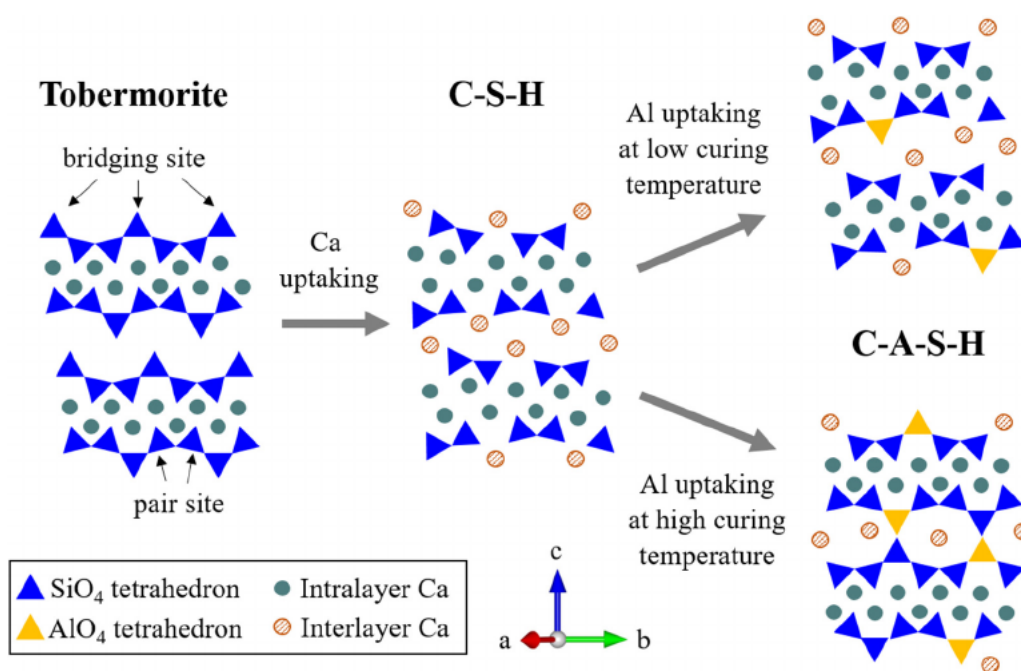 Tobermorite
bridging site
pair site
Ca
uptaking
C-S-H
Al uptaking
at low curing
temperature
Al uptaking
at high curing
temperature
C-A-S-H
SiO₄ tetrahedron
Intralayer Ca
AlO₄ tetrahedron
Interlayer Ca
c
a
b